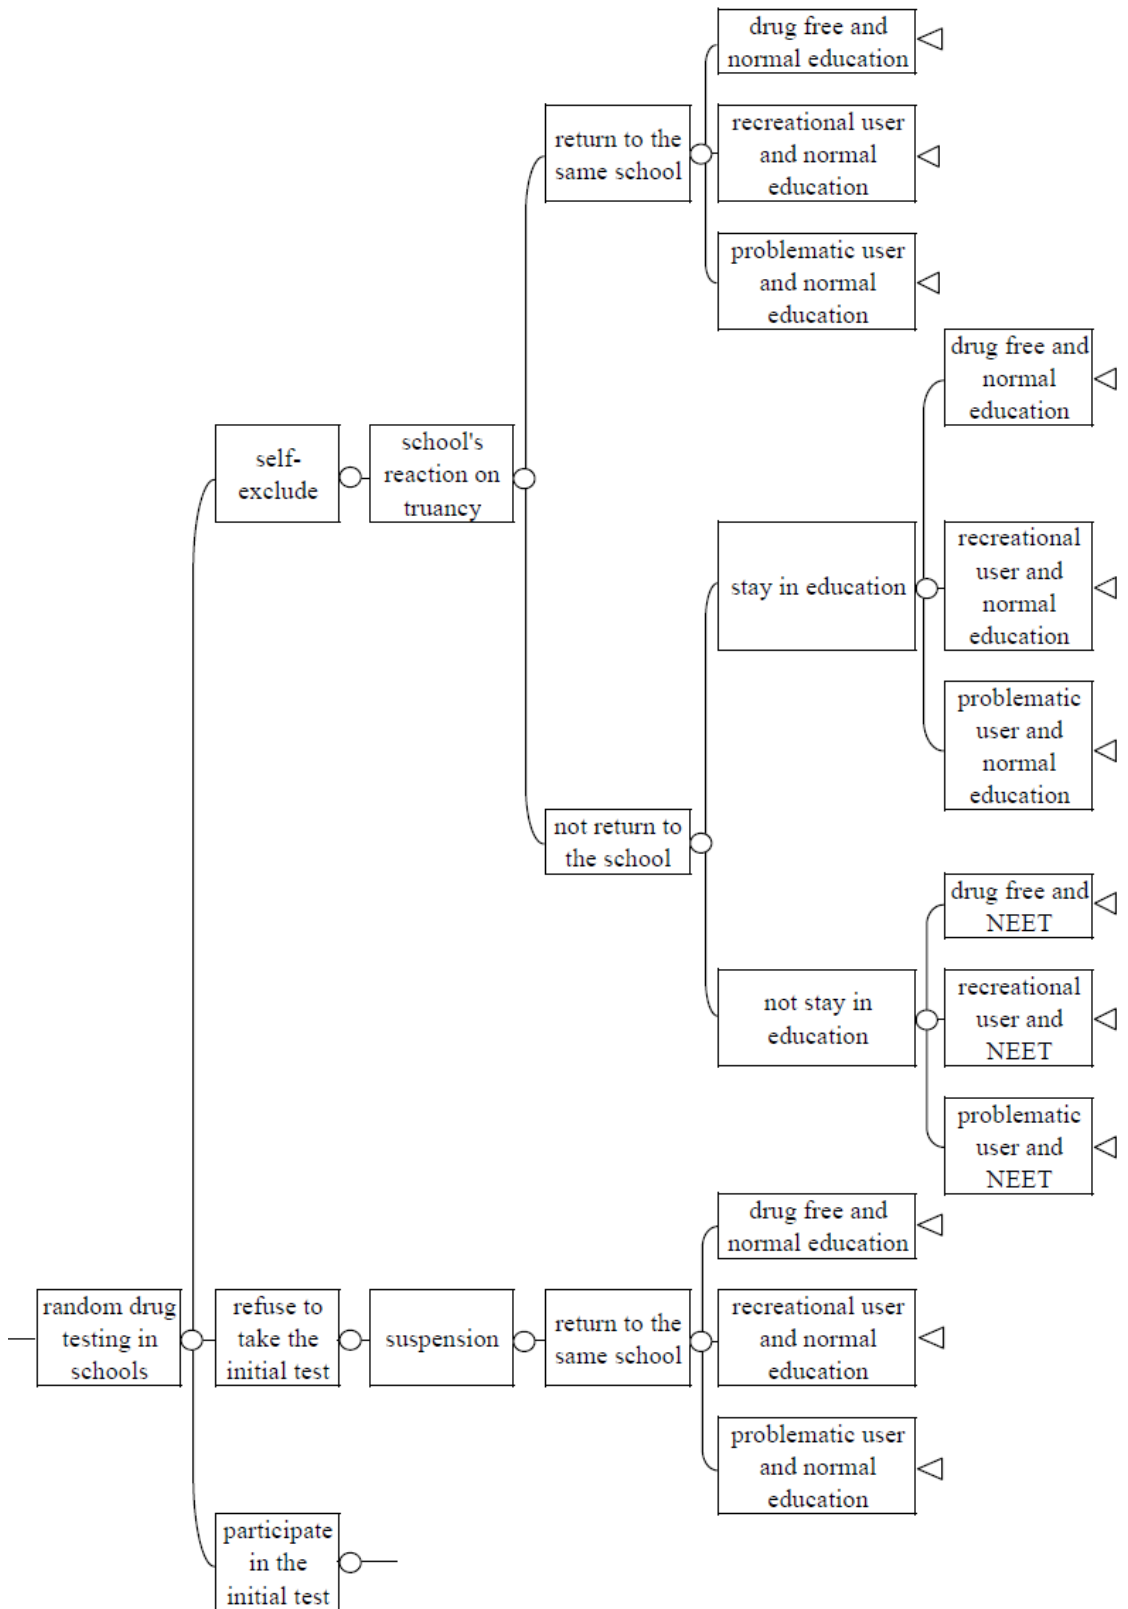 drug free and
normal education
recreational user
and normal
education
return to the
same school
problematic user
and normal
education
drug free and
normal
education
self-
exclude
school's
reaction on
truancy
recreational
user and
normal
education
stay in education
problematic
user and
normal
education
not return to
the school
drug free and
NEET
not stay in
education
recreational
user and
NEET
problematic
user and
NEET
drug free and
normal education
random drug
testing in
schools
refuse to
take the
initial test
suspension
return to the
same school
recreational user
and normal
education
problematic user
and normal
education
participate
in the
initial test